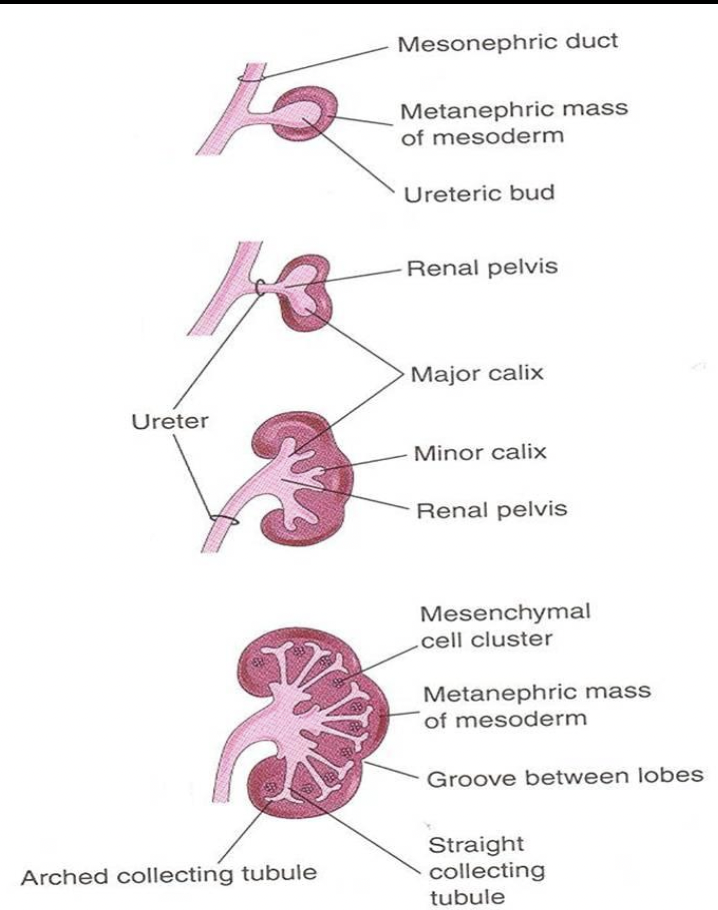 Mesonephric duct
Metanephric mass
of mesoderm
Ureteric bud
Renal pelvis
Major calix
Ureter
Minor calix
Renal pelvis
Mesenchymal
cell cluster
Metanephric mass
of mesoderm
Groove between lobes
Straight
collecting
tubule
Arched collecting tubule